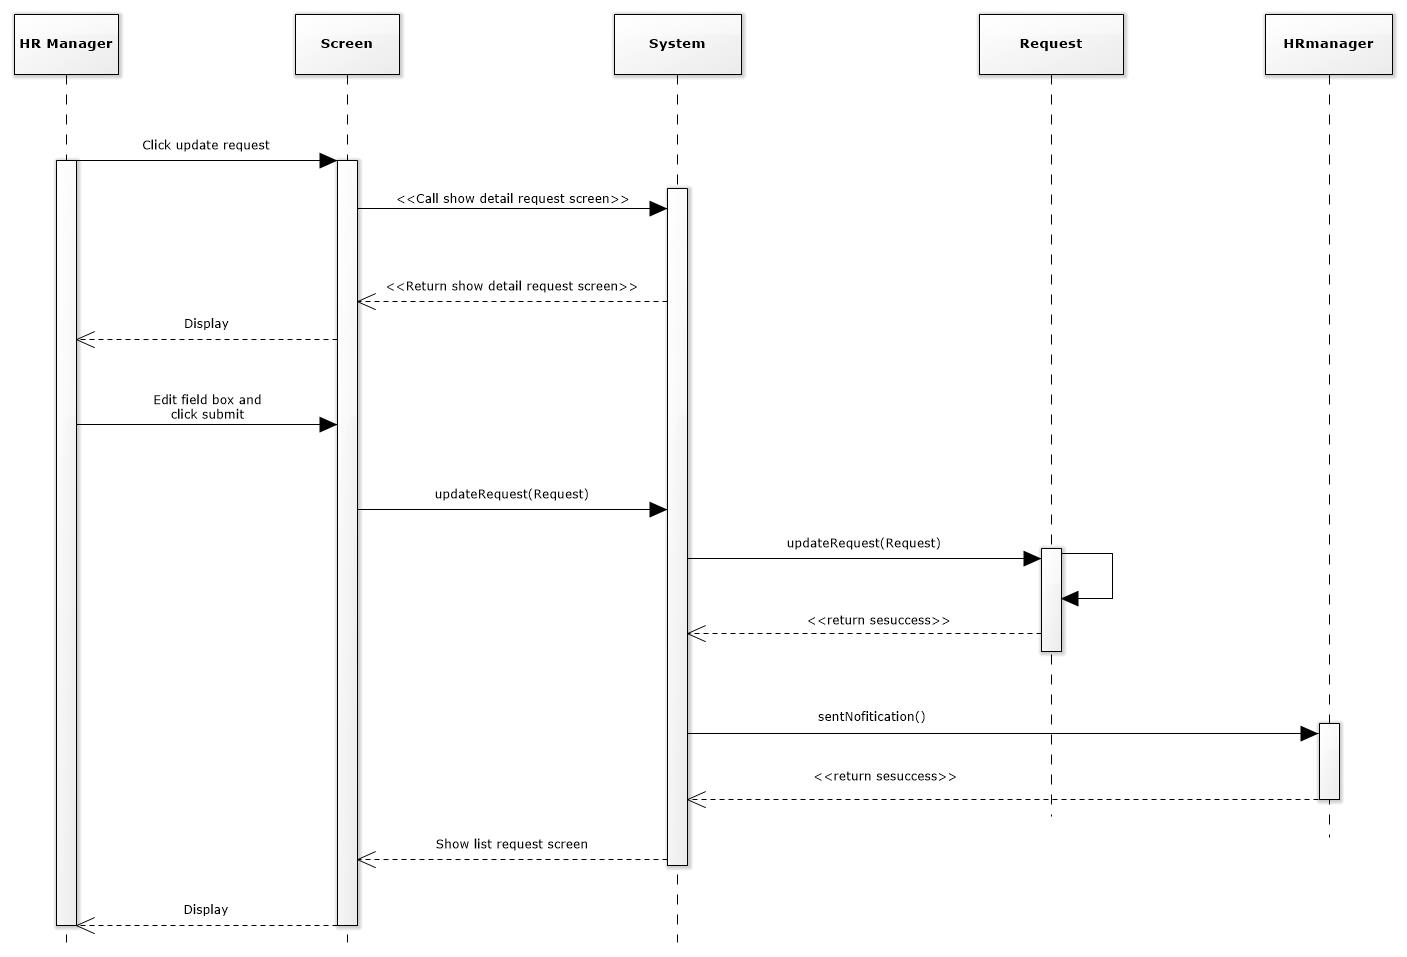 HR Manager
Screen
System
Request
HRmanager
Click update request
<<Call show detail request screen>>
<<Return show detail request screen>>
Display
Edit field box and
click submit
updateRequest(Request)
updateRequest(Request)
<<return sesuccess>>
sentNofitication()
<<return sesuccess>>
Show list request screen
Display